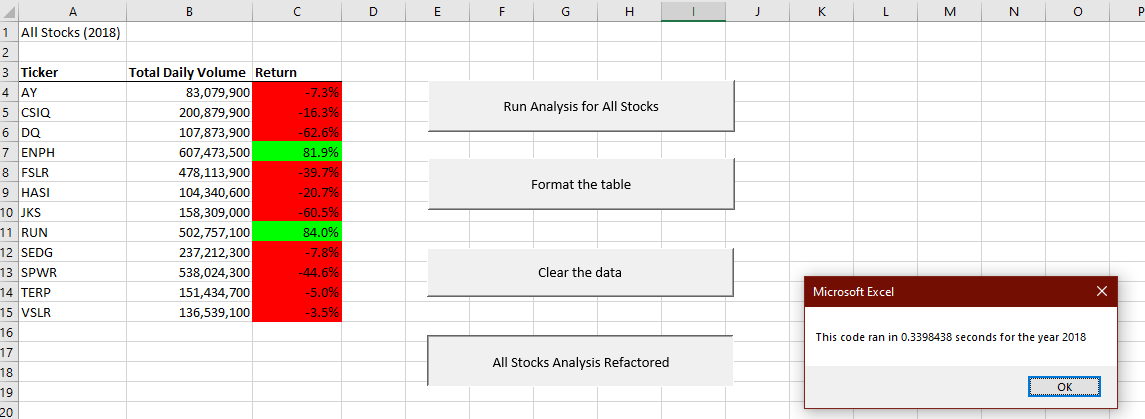 A B C D E F G H I J K L M N O P
1 All Stocks (2018)
2
3 Ticker Total Daily Volume Return
4 AY 83,079,900 -7.3%
5 CSIQ 200,879,900 -16.3%
6 DQ 107,873,900 -62.6%
7 ENPH 607,473,500 81.9%
8 FSLR 478,113,900 -39.7%
9 HASI 104,340,600 -20.7%
10 JKS 158,309,000 -60.5%
11 RUN 502,757,100 84.0%
12 SEDG 237,212,300 -7.8%
13 SPWR 538,024,300 -44.6%
14 TERP 151,434,700 -5.0%
15 VSLR 136,539,100 -3.5%
16
17
18
19
20
Run Analysis for All Stocks
Format the table
Clear the data
All Stocks Analysis Refactored
Microsoft Excel
This code ran in 0.3398438 seconds for the year 2018
OK